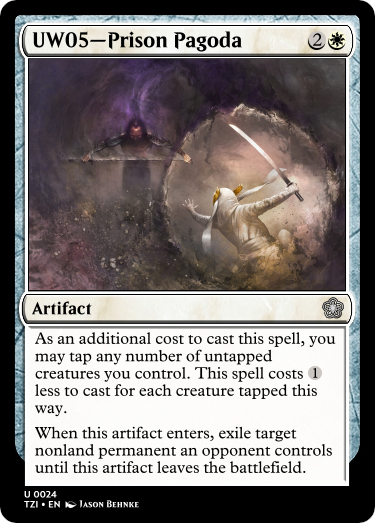 UW05—Prison Pagoda 2
Artifact
As an additional cost to cast this spell, you
may tap any number of untapped
creatures you control. This spell costs 1
less to cast for each creature tapped this
way.
When this artifact enters, exile target
nonland permanent an opponent controls
until this artifact leaves the battlefield.
U 0024
TZI • EN Jason Behnke